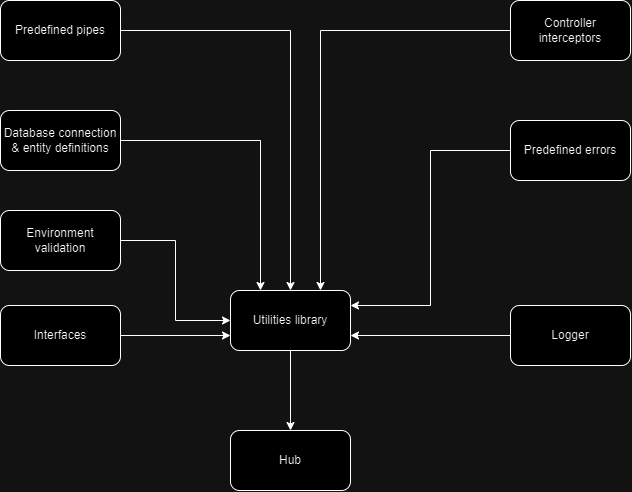 Predefined pipes
Controller
interceptors
Database connection
& entity definitions
Predefined errors
Environment
validation
Utilities library
Interfaces
Logger
Hub